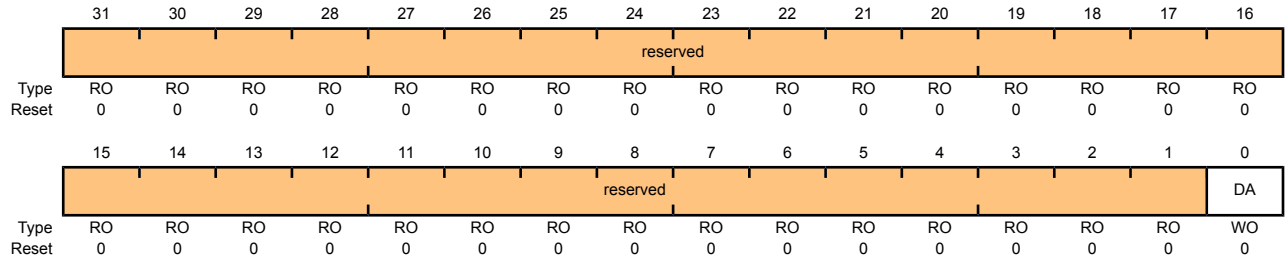 31 30 29 28 27 26 25 24 23 22 21 20 19 18 17 16
reserved
Type RO RO RO RO RO RO RO RO RO RO RO RO RO RO RO RO
Reset 0 0 0 0 0 0 0 0 0 0 0 0 0 0 0 0
15 14 13 12 11 10 9 8 7 6 5 4 3 2 1 0
reserved DA
Type RO RO RO RO RO RO RO RO RO RO RO RO RO RO RO WO
Reset 0 0 0 0 0 0 0 0 0 0 0 0 0 0 0 0